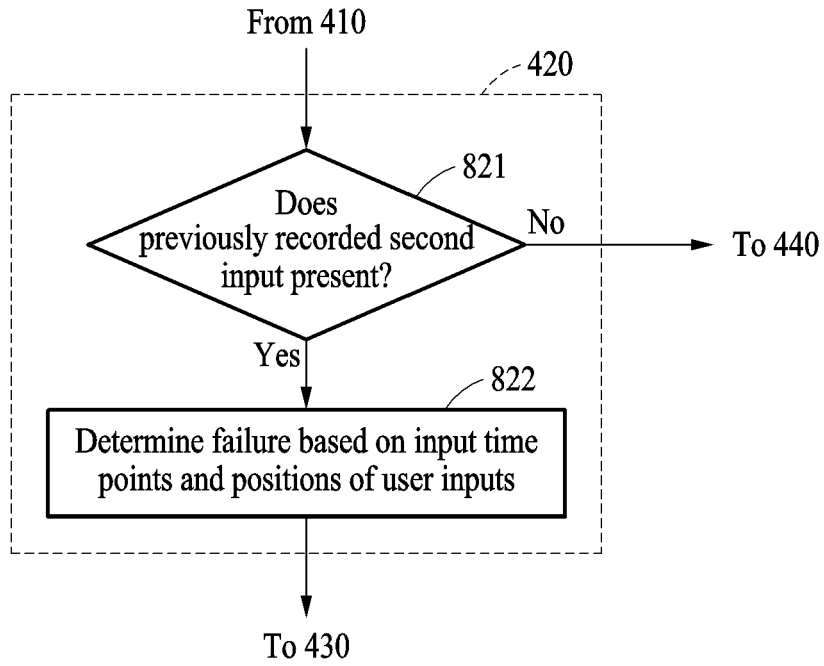 From 410
420
821
Does
previously recorded second
input present?
No
To 440
Yes
822
Determine failure based on input time
points and positions of user inputs
To 430